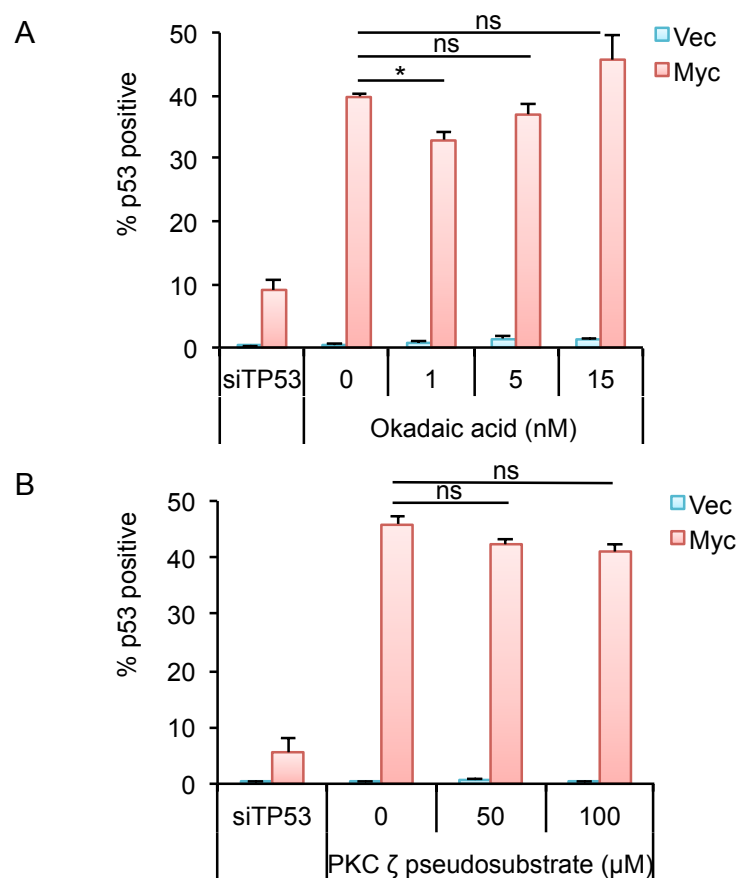 A
% p53 positive
50
40
30
20
10
0
ns
ns
*
Vec
Myc
siTP53 0 1 5 15
Okadaic acid (nM)
B
% p53 positive
50
40
30
20
10
0
ns
ns
Vec
Myc
siTP53 0 50 100
PKC ζ pseudosubstrate (μM)